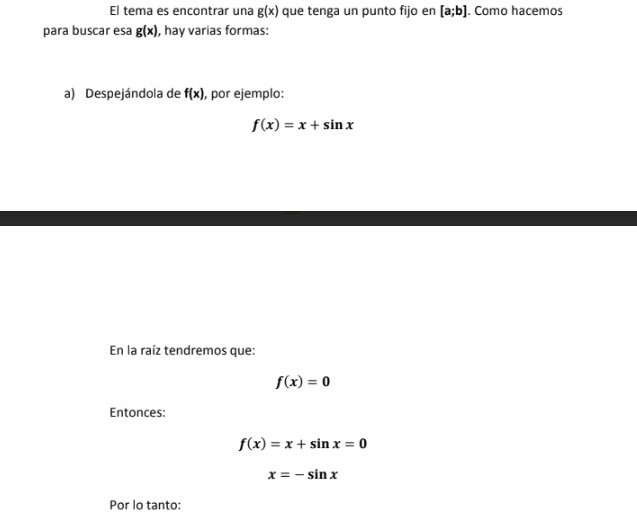 El tema es encontrar una g(x) que tenga un punto fijo en [a;b]. Como hacemos
para buscar esa g(x), hay varias formas:
a) Despejándola de f(x), por ejemplo:
f(x) = x + sin x
En la raíz tendremos que:
f(x) = 0
Entonces:
f(x) = x + sin x = 0
x = − sin x
Por lo tanto: